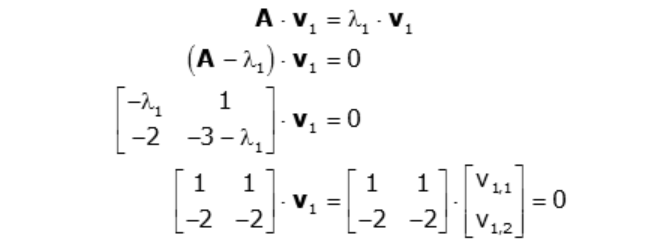 A · v₁ = λ₁ · v₁
(A − λ₁) · v₁ = 0
[−λ₁ 1; −2 −3 − λ₁] · v₁ = 0
[1 1; −2 −2] · v₁ = [1 1; −2 −2] · [v₁,₁; v₁,₂] = 0